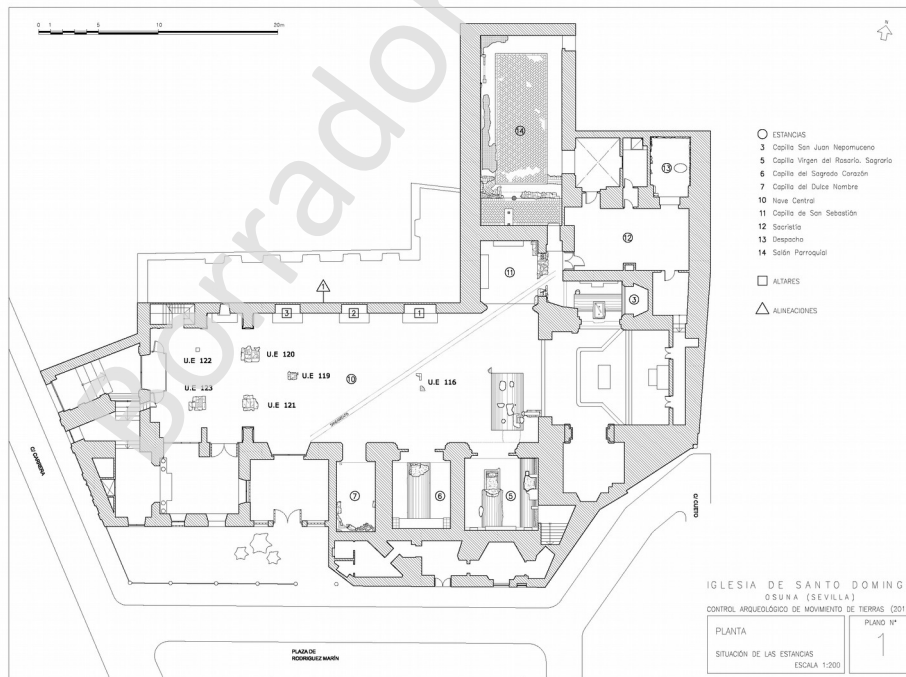 0 1 5 10 20m
N
Borrador
14
13
12
11
3
3
2
1
1
U.E 122
U.E 120
U.E 119
10
U.E 116
U.E 123
U.E 121
7
6
5
C/ CARRERA
C/ CUETO
PLAZA DE
RODRIGUEZ MARÍN
ESTANCIAS
3 Capilla San Juan Nepomuceno
5 Capilla Virgen del Rosario. Sagrario
6 Capilla del Sagrado Corazón
7 Capilla del Dulce Nombre
10 Nave Central
11 Capilla de San Sebastián
12 Sacristía
13 Despacho
14 Salón Parroquial
ALTARES
ALINEACIONES
IGLESIA DE SANTO DOMING
OSUNA (SEVILLA)
CONTROL ARQUEOLÓGICO DE MOVIMIENTO DE TIERRAS (201
PLANTA
SITUACIÓN DE LAS ESTANCIAS
ESCALA 1:200
PLANO Nº
1